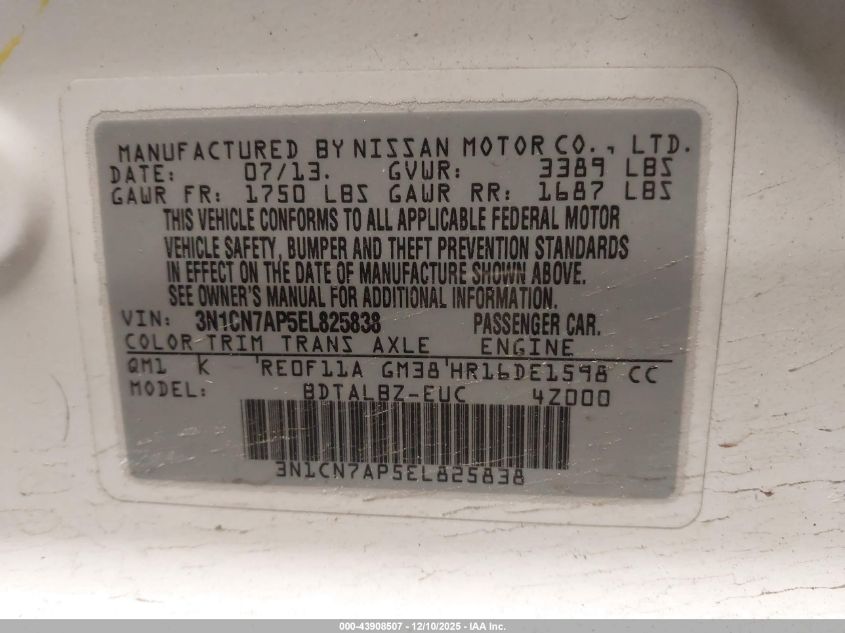 MANUFACTURED BY NISSAN MOTOR CO., LTD.
DATE: 07/13. GVWR: 3389 LBS
GAWR FR: 1750 LBS GAWR RR: 1687 LBS
THIS VEHICLE CONFORMS TO ALL APPLICABLE FEDERAL MOTOR
VEHICLE SAFETY, BUMPER AND THEFT PREVENTION STANDARDS
IN EFFECT ON THE DATE OF MANUFACTURE SHOWN ABOVE.
SEE OWNER'S MANUAL FOR ADDITIONAL INFORMATION.
VIN: 3N1CN7AP5EL825838 PASSENGER CAR.
COLOR TRIM TRANS AXLE ENGINE
QM1 K RE0F11A GM38 HR16DE1598 CC
MODEL: BDTALBZ-EUC 4Z000
3N1CN7AP5EL825838
000-43908507 - 12/10/2025 - IAA Inc.